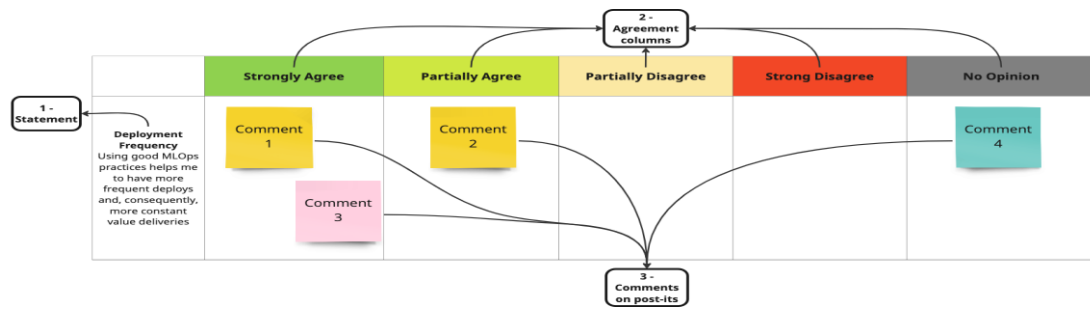 2 -
Agreement
columns
Strongly Agree
Partially Agree
Partially Disagree
Strong Disagree
No Opinion
1 -
Statement
Deployment
Frequency
Using good MLOps
practices helps me
to have more
frequent deploys
and, consequently,
more constant
value deliveries
Comment
1
Comment
2
Comment
4
Comment
3
3 -
Comments
on post-its